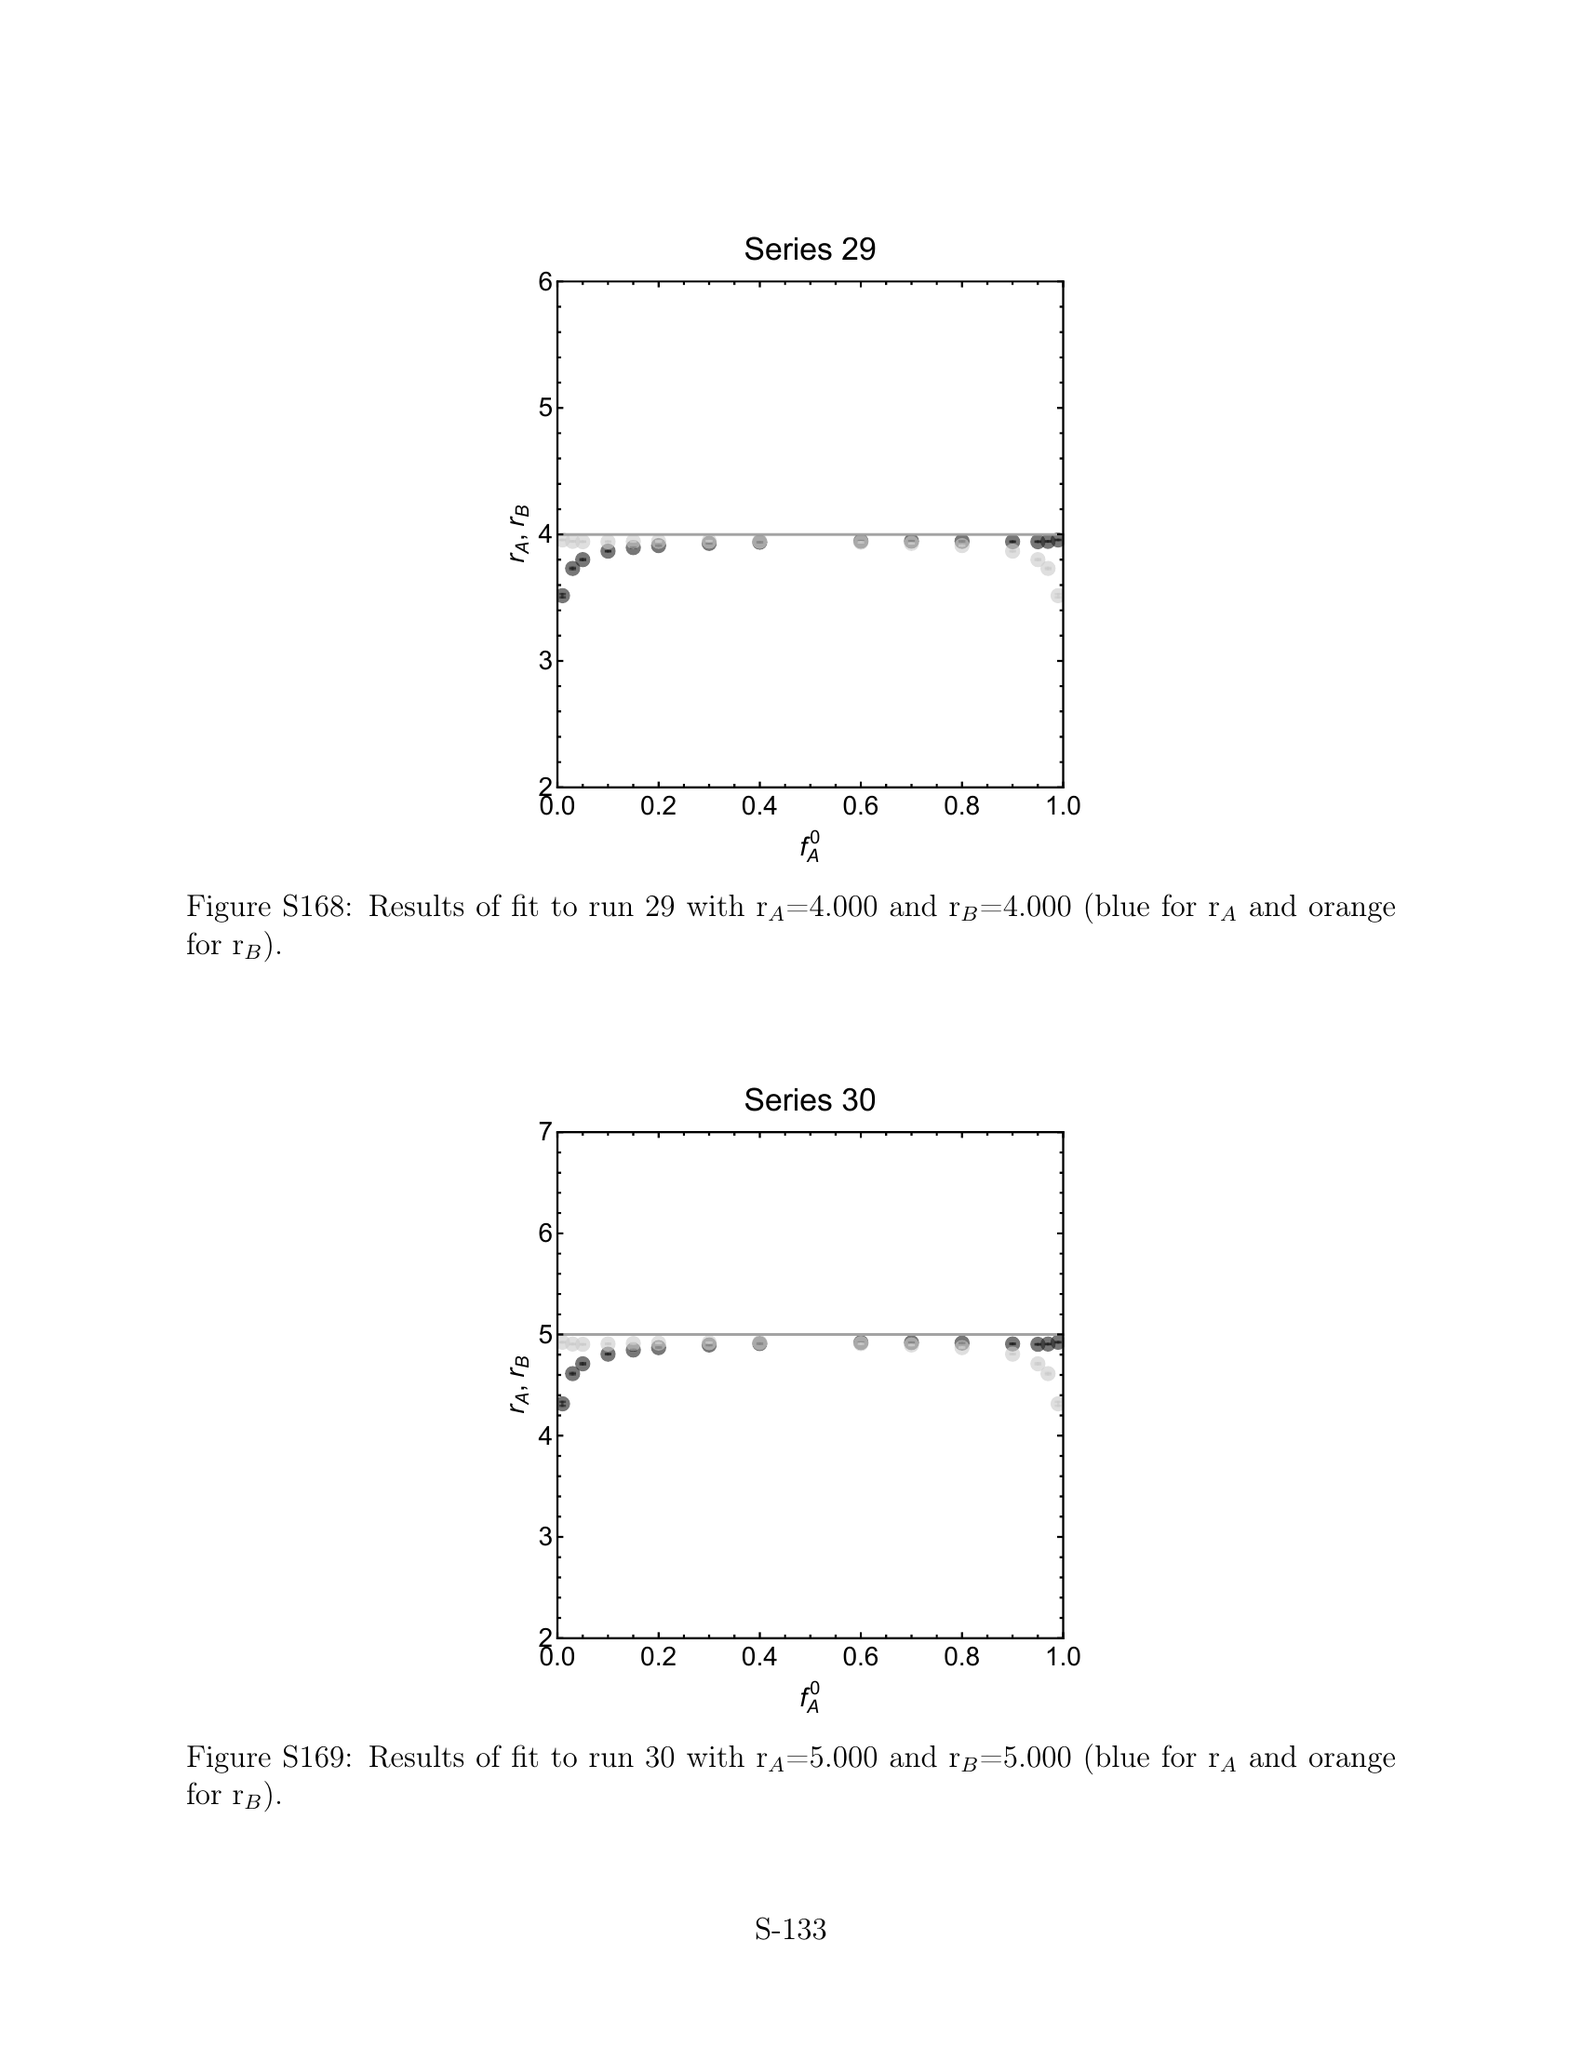 Series 29
6
5
4
3
2
r_A, r_B
0.0 0.2 0.4 0.6 0.8 1.0
f_A^0
Figure S168: Results of fit to run 29 with r_A=4.000 and r_B=4.000 (blue for r_A and orange
for r_B).
Series 30
7
6
5
4
3
2
r_A, r_B
0.0 0.2 0.4 0.6 0.8 1.0
f_A^0
Figure S169: Results of fit to run 30 with r_A=5.000 and r_B=5.000 (blue for r_A and orange
for r_B).
S-133